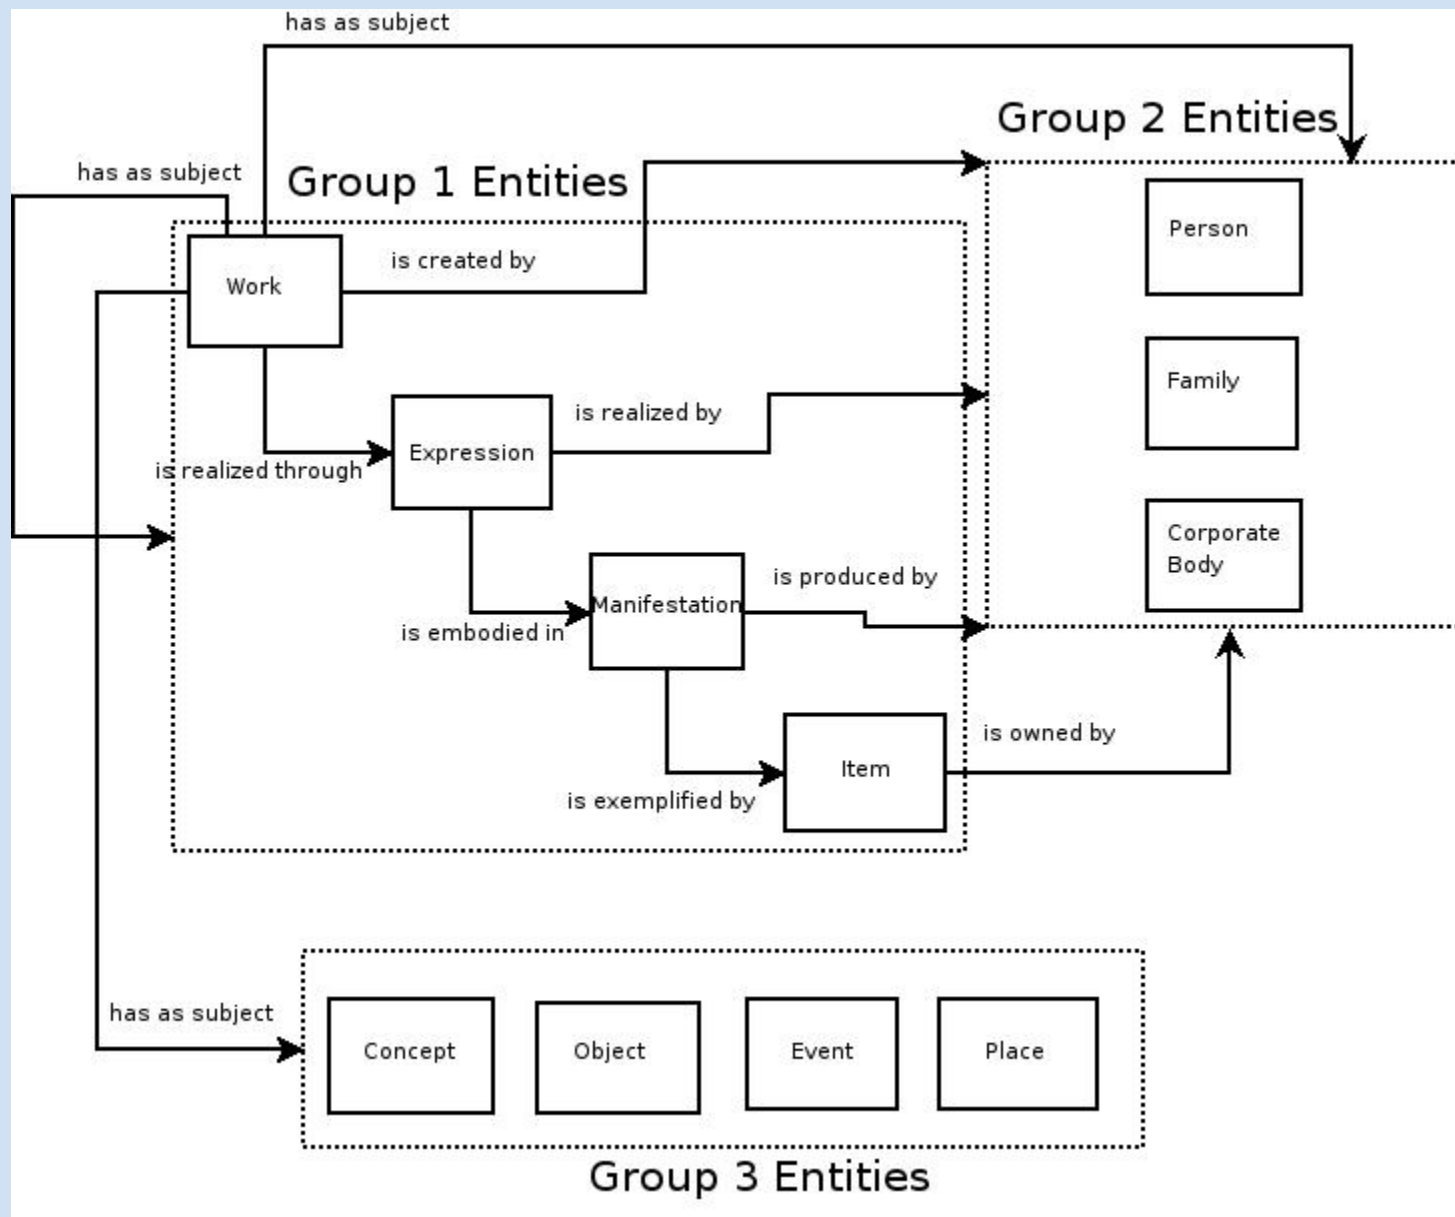 has as subject
Group 2 Entities
has as subject
Group 1 Entities
Person
is created by
Work
Family
is realized by
Expression
is realized through
Corporate
Body
is produced by
Manifestation
is embodied in
is owned by
Item
is exemplified by
has as subject
Concept
Object
Event
Place
Group 3 Entities